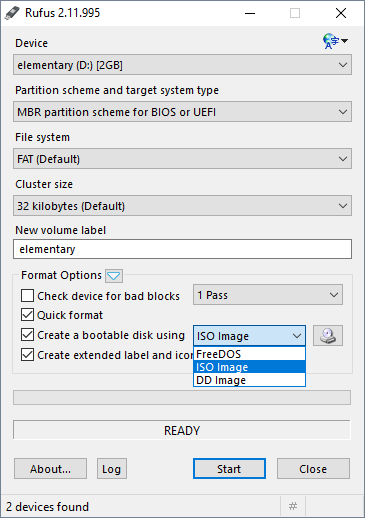 Rufus 2.11.995
Device
elementary (D:) [2GB]
Partition scheme and target system type
MBR partition scheme for BIOS or UEFI
File system
FAT (Default)
Cluster size
32 kilobytes (Default)
New volume label
elementary
Format Options
Check device for bad blocks 1 Pass
Quick format
Create a bootable disk using ISO Image
Create extended label and icon
FreeDOS
ISO Image
DD Image
READY
About... Log Start Close
2 devices found #